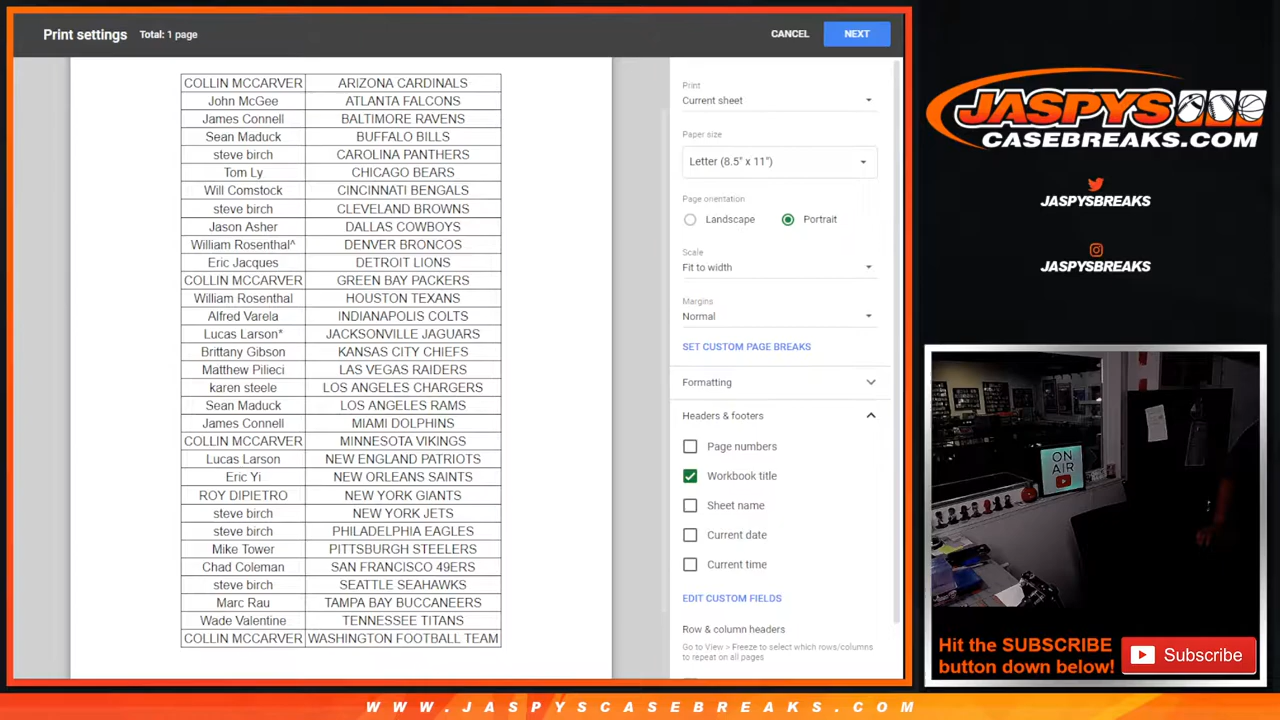 Print settings Total: 1 page CANCEL NEXT
COLLIN MCCARVER ARIZONA CARDINALS
John McGee ATLANTA FALCONS
James Connell BALTIMORE RAVENS
Sean Maduck BUFFALO BILLS
steve birch CAROLINA PANTHERS
Tom Ly CHICAGO BEARS
Will Comstock CINCINNATI BENGALS
steve birch CLEVELAND BROWNS
Jason Asher DALLAS COWBOYS
William Rosenthal^ DENVER BRONCOS
Eric Jacques DETROIT LIONS
COLLIN MCCARVER GREEN BAY PACKERS
William Rosenthal HOUSTON TEXANS
Alfred Varela INDIANAPOLIS COLTS
Lucas Larson* JACKSONVILLE JAGUARS
Brittany Gibson KANSAS CITY CHIEFS
Matthew Pilieci LAS VEGAS RAIDERS
karen steele LOS ANGELES CHARGERS
Sean Maduck LOS ANGELES RAMS
James Connell MIAMI DOLPHINS
COLLIN MCCARVER MINNESOTA VIKINGS
Lucas Larson NEW ENGLAND PATRIOTS
Eric Yi NEW ORLEANS SAINTS
ROY DIPIETRO NEW YORK GIANTS
steve birch NEW YORK JETS
steve birch PHILADELPHIA EAGLES
Mike Tower PITTSBURGH STEELERS
Chad Coleman SAN FRANCISCO 49ERS
steve birch SEATTLE SEAHAWKS
Marc Rau TAMPA BAY BUCCANEERS
Wade Valentine TENNESSEE TITANS
COLLIN MCCARVER WASHINGTON FOOTBALL TEAM
Print
Current sheet
Paper size
Letter (8.5" x 11")
Page orientation
Landscape Portrait
Scale
Fit to width
Margins
Normal
SET CUSTOM PAGE BREAKS
Formatting
Headers & footers
Page numbers
Workbook title
Sheet name
Current date
Current time
EDIT CUSTOM FIELDS
Row & column headers
Go to View > Freeze to select which rows/columns
to repeat on all pages
JASPYS
CASEBREAKS.COM
JASPYSBREAKS
JASPYSBREAKS
ON
AIR
Hit the SUBSCRIBE
button down below!
Subscribe
WWW.JASPYSCASEBREAKS.COM